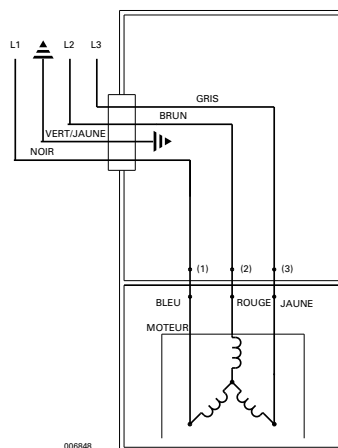 L1 L2 L3
GRIS
BRUN
VERT/JAUNE
NOIR
(1) (2) (3)
BLEU ROUGE JAUNE
MOTEUR
006848